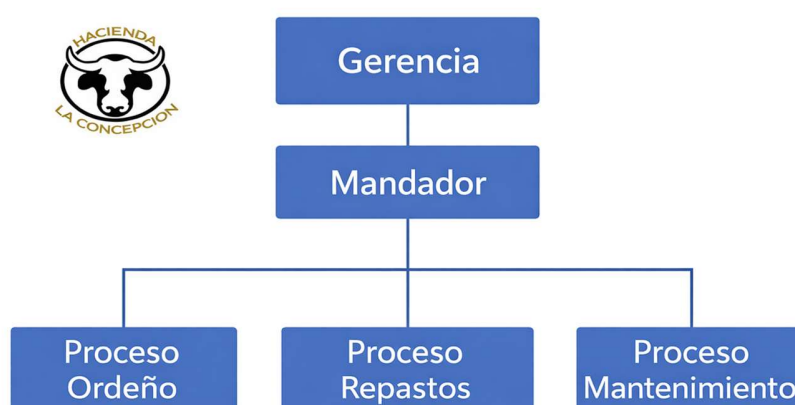 HACIENDA
LA CONCEPCION
Gerencia
Mandador
Proceso
Ordeño
Proceso
Repastos
Proceso
Mantenimiento